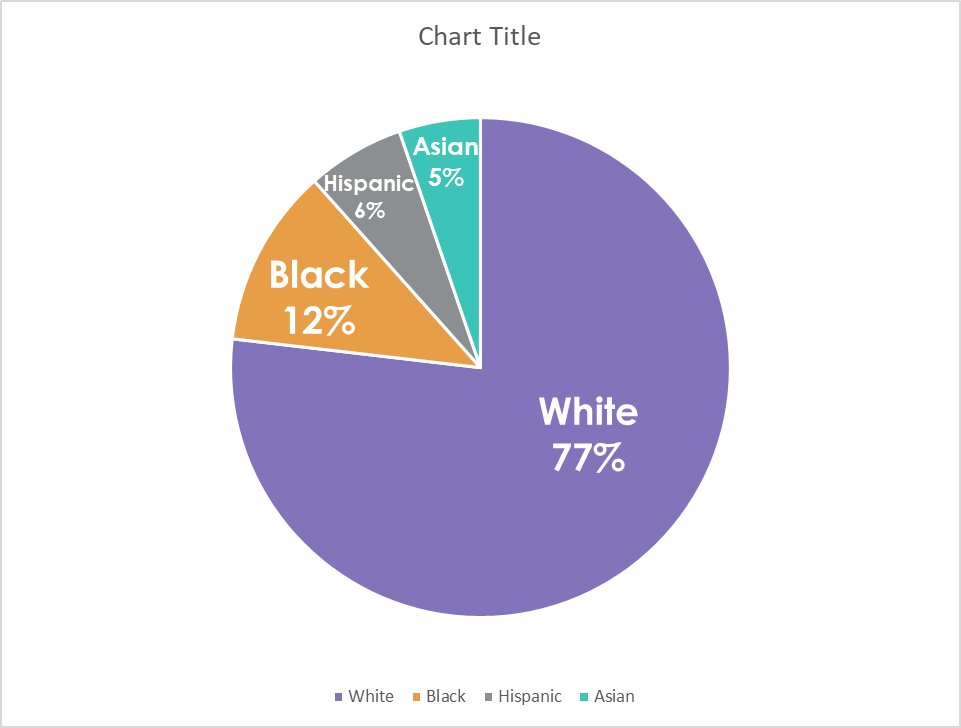 Chart Title
Asian
5%
Hispanic
6%
Black
12%
White
77%
White Black Hispanic Asian